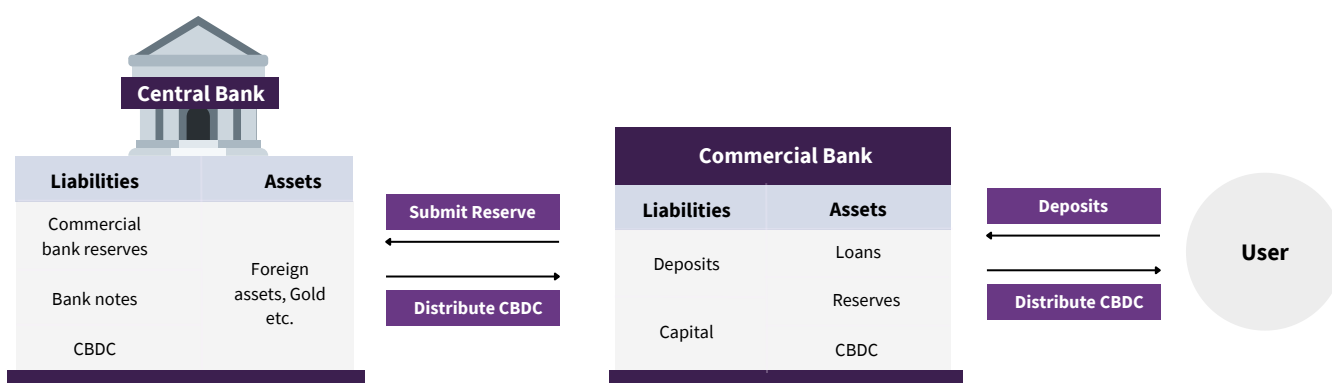 Central Bank
Liabilities
Assets
Commercial
bank reserves
Bank notes
CBDC
Foreign
assets, Gold
etc.
Submit Reserve
Distribute CBDC
Commercial Bank
Liabilities
Assets
Deposits
Capital
Loans
Reserves
CBDC
Deposits
Distribute CBDC
User